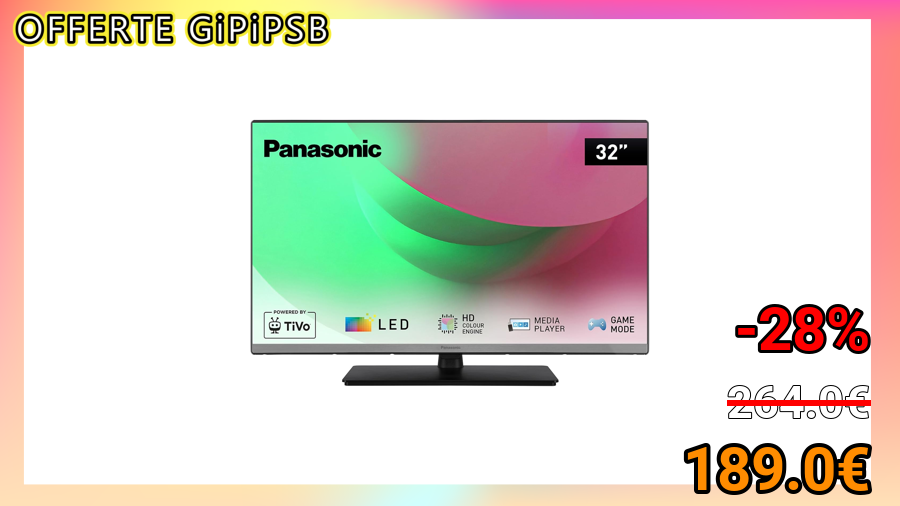 OFFERTE GiPiPSB
Panasonic
32”
POWERED BY
TiVo
LED
HD
COLOUR
ENGINE
MEDIA
PLAYER
GAME
MODE
Panasonic
-28%
264.0€
189.0€